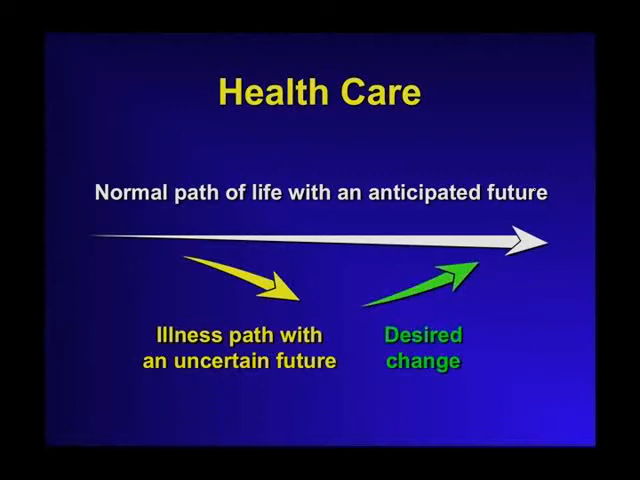 Health Care
Normal path of life with an anticipated future
Illness path with
an uncertain future
Desired
change